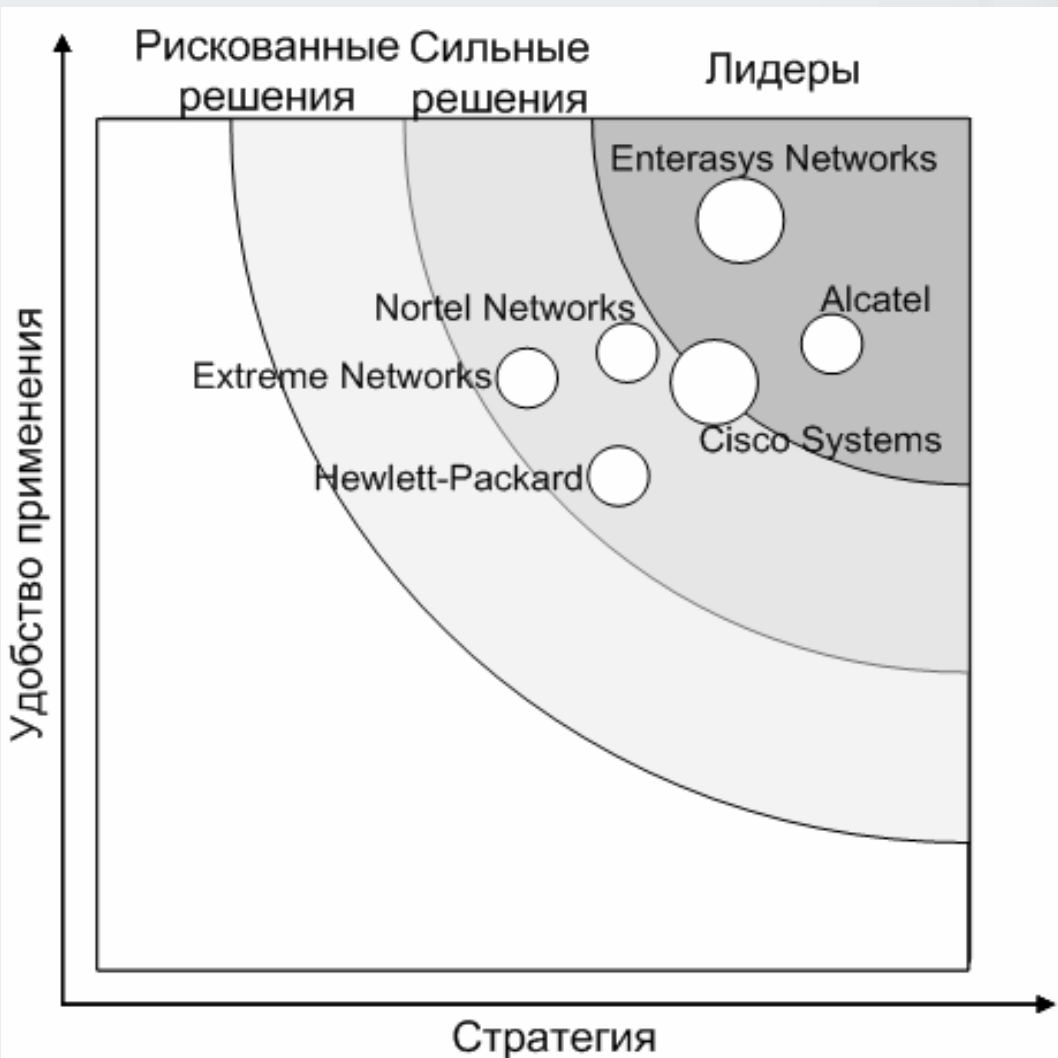 Рискованные
решения
Сильные
решения
Лидеры
Enterasys Networks
Alcatel
Nortel Networks
Extreme Networks
Cisco Systems
Hewlett-Packard
Удобство применения
Стратегия